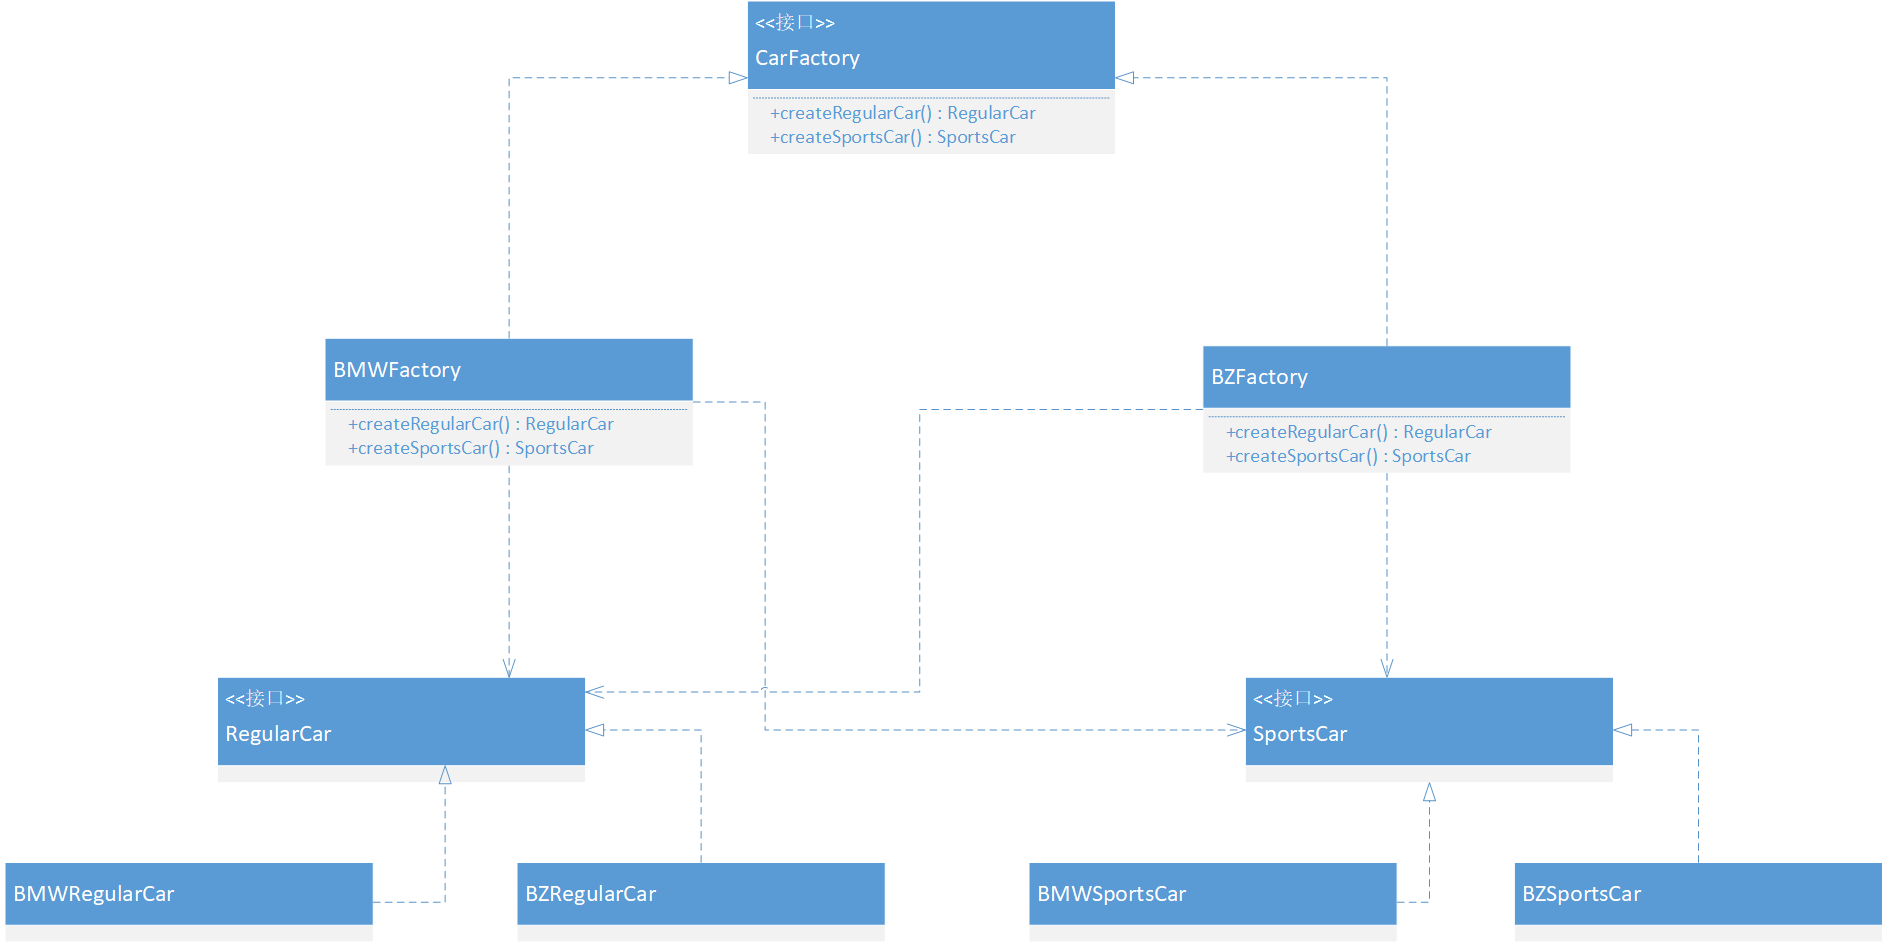 <<接口>>
CarFactory
+createRegularCar() : RegularCar
+createSportsCar() : SportsCar
BMWFactory
+createRegularCar() : RegularCar
+createSportsCar() : SportsCar
BZFactory
+createRegularCar() : RegularCar
+createSportsCar() : SportsCar
<<接口>>
RegularCar
<<接口>>
SportsCar
BMWRegularCar
BZRegularCar
BMWSportsCar
BZSportsCar